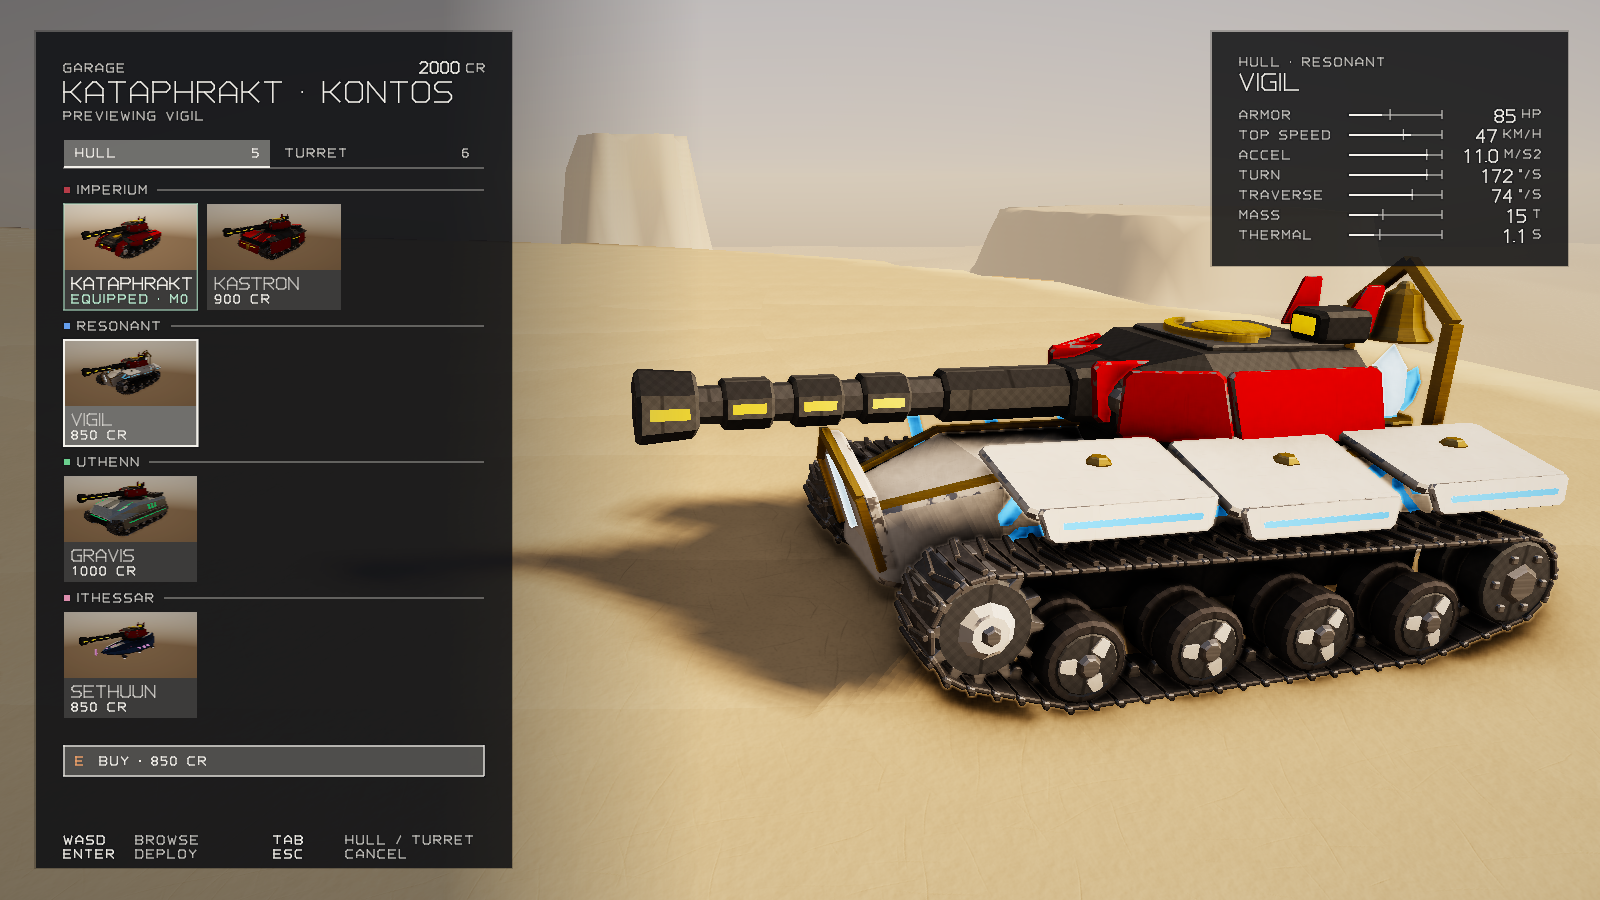 GARAGE
2000 CR
KATAPHRAKT · KONTOS
PREVIEWING VIGIL
HULL 5 TURRET 6
IMPERIUM
KATAPHRAKT KASTRON
EQUIPPED · M0 900 CR
RESONANT
VIGIL
850 CR
UTHENN
GRAVIS
1000 CR
ITHESSAR
SETHUUN
850 CR
E BUY · 850 CR
WASD BROWSE TAB HULL / TURRET
ENTER DEPLOY ESC CANCEL
HULL · RESONANT
VIGIL
ARMOR 85 HP
TOP SPEED 47 KM/H
ACCEL 11.0 M/S2
TURN 172 °/S
TRAVERSE 74 °/S
MASS 15 T
THERMAL 1.1 S